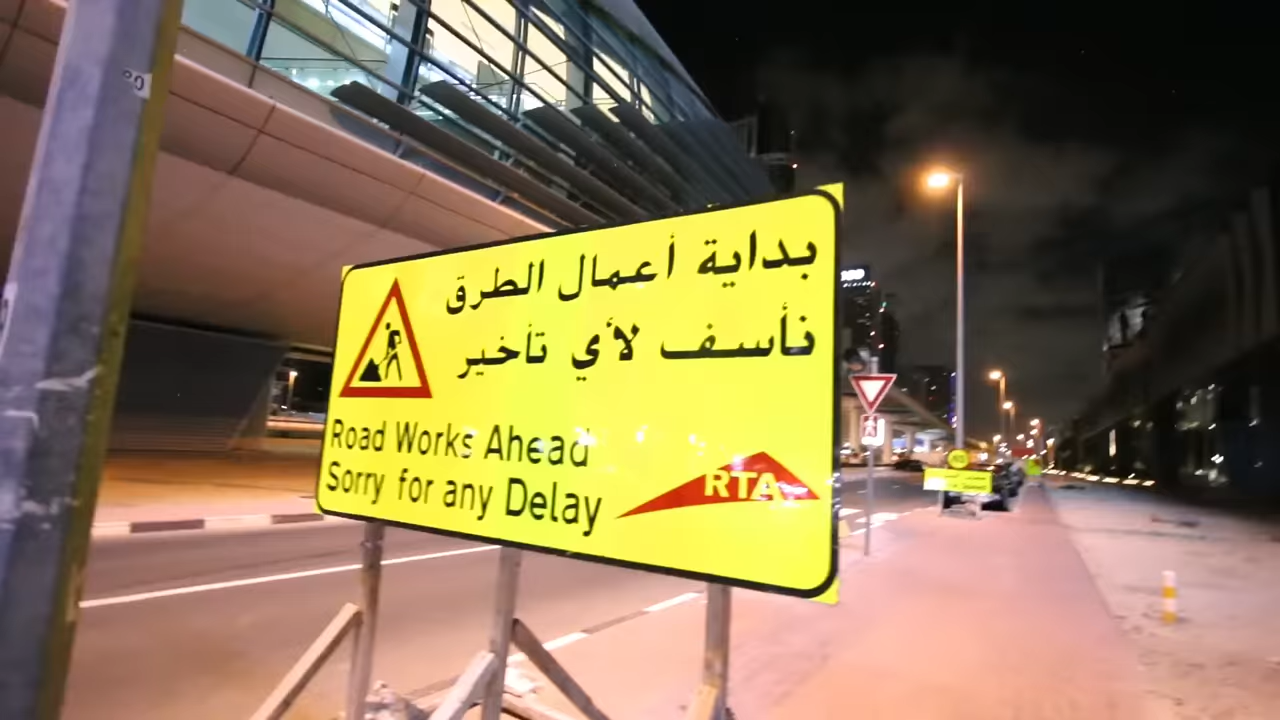 بداية أعمال الطرق
نأسف لأي تأخير
Road Works Ahead
Sorry for any Delay
RTA